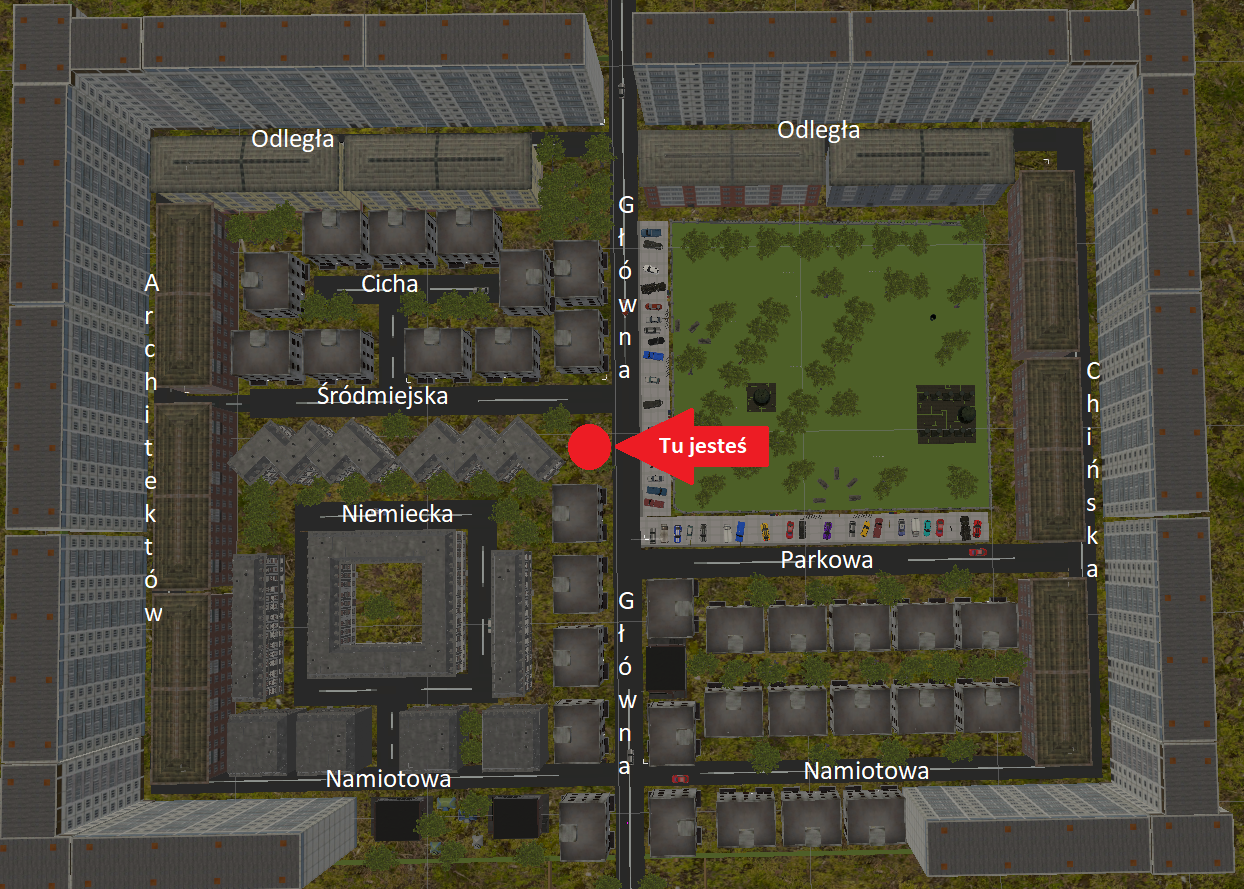 Odległa
Odległa
Główna
Cicha
Architektów
Śródmiejska
Chińska
Tu jesteś
Niemiecka
Parkowa
Główna
Namiotowa
Namiotowa